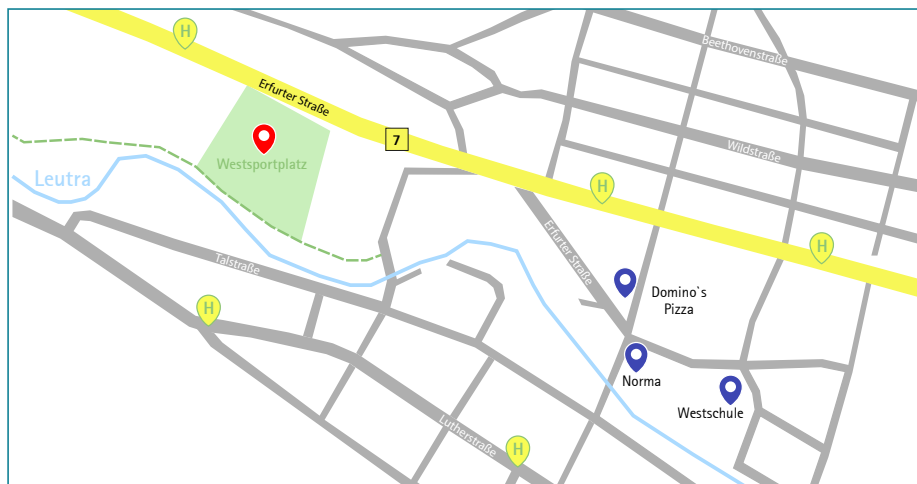 H
Beethovenstraße
Erfurter Straße
7
Westsportplatz
Wildstraße
Leutra
H
H
Erfurter Straße
Talstraße
Domino`s
Pizza
H
Norma
Westschule
Lutherstraße
H